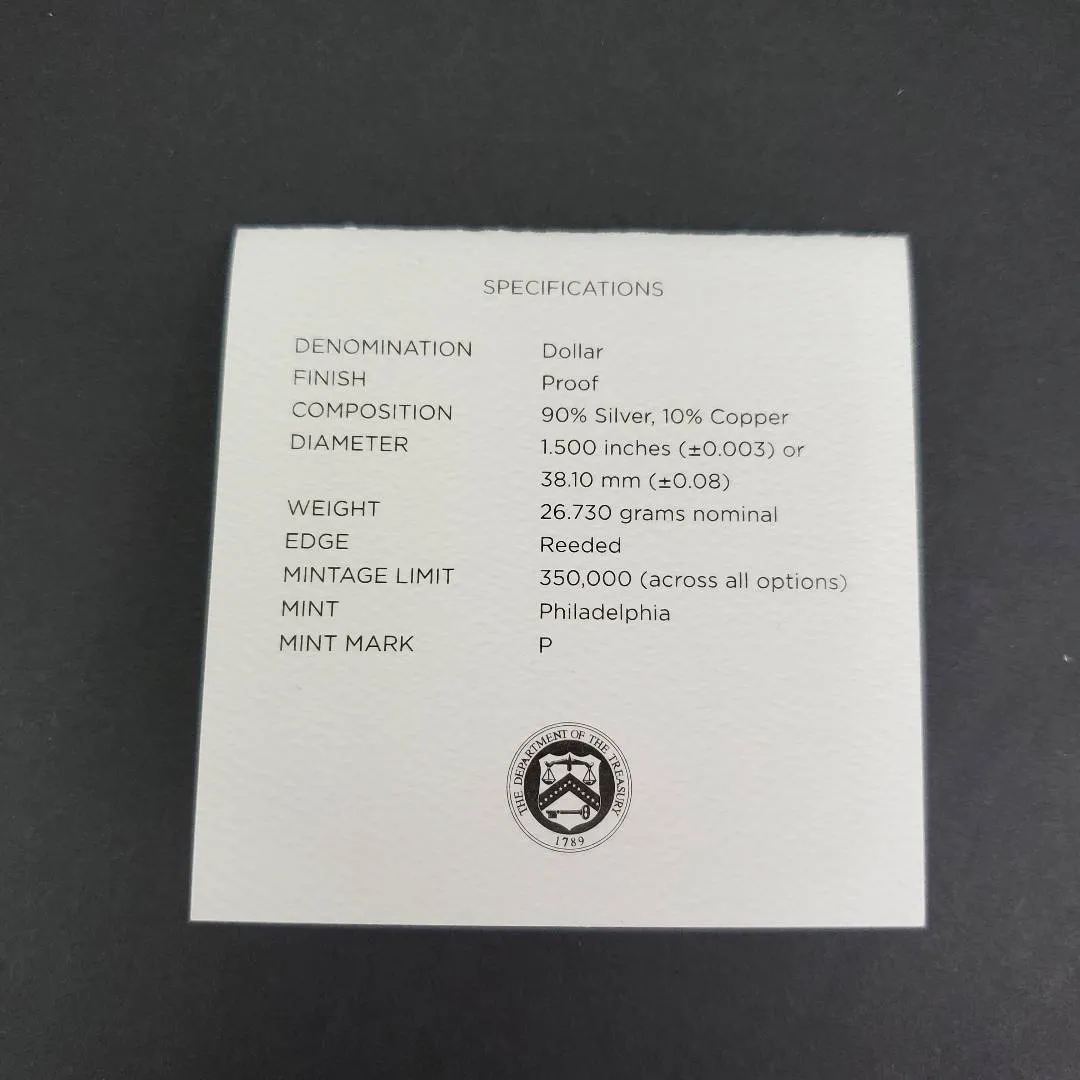 SPECIFICATIONS
DENOMINATION Dollar
FINISH Proof
COMPOSITION 90% Silver, 10% Copper
DIAMETER 1.500 inches (±0.003) or
38.10 mm (±0.08)
WEIGHT 26.730 grams nominal
EDGE Reeded
MINTAGE LIMIT 350,000 (across all options)
MINT Philadelphia
MINT MARK P
THE DEPARTMENT OF THE TREASURY
1789